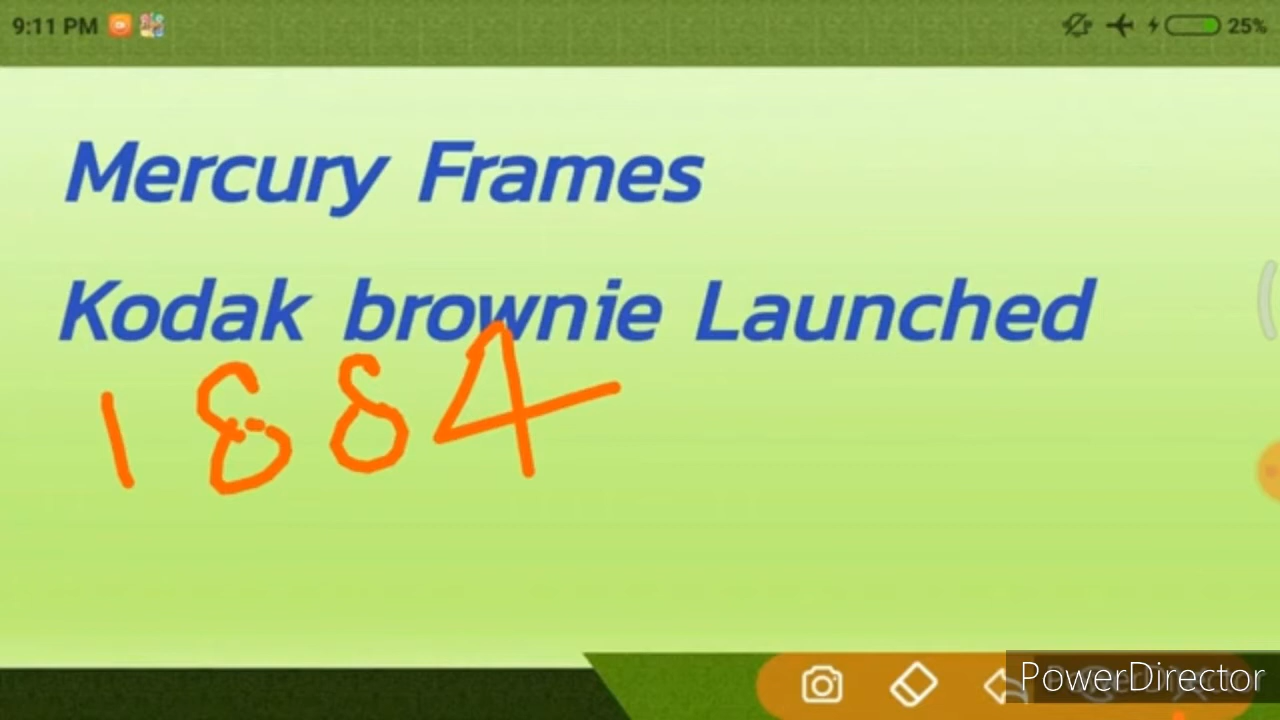 9:11 PM 25%
Mercury Frames
Kodak brownie Launched
1884
PowerDirector